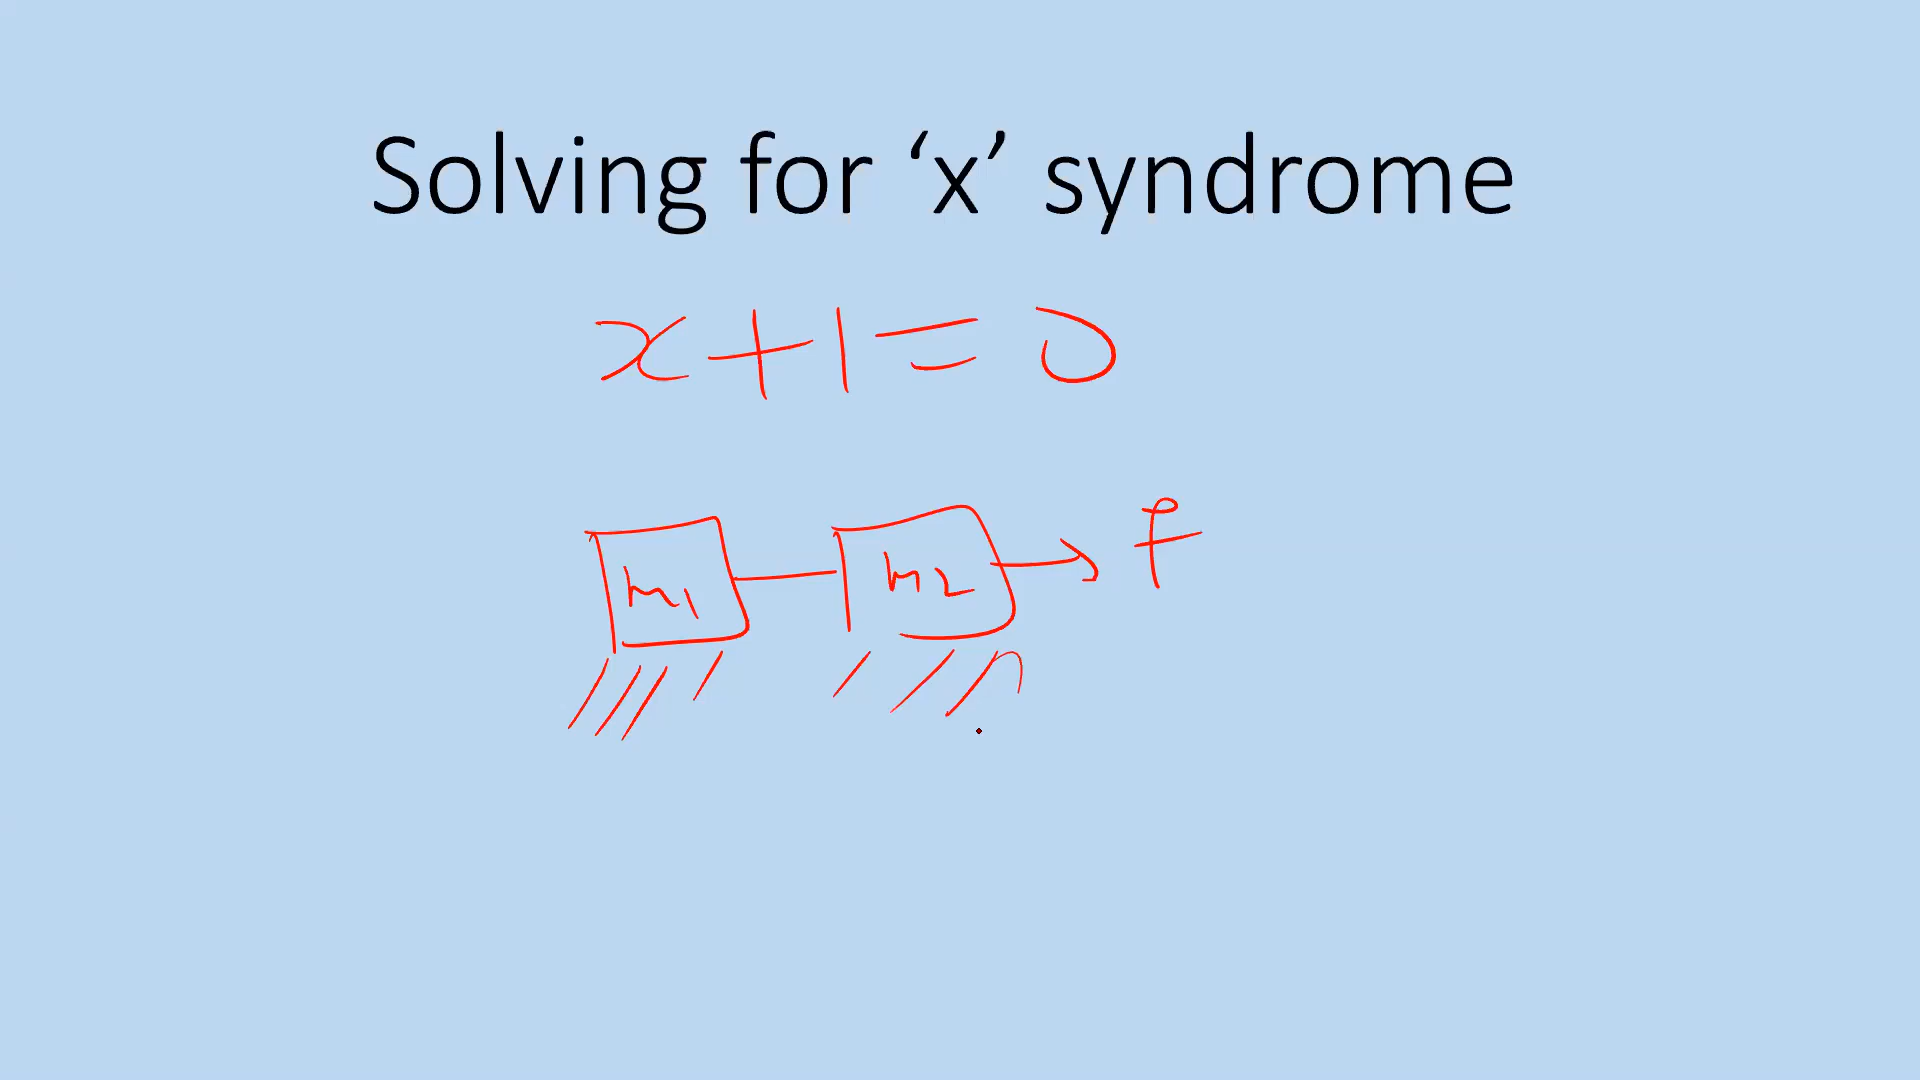 Solving for ‘x’ syndrome
x+1=0
m1 m2 F